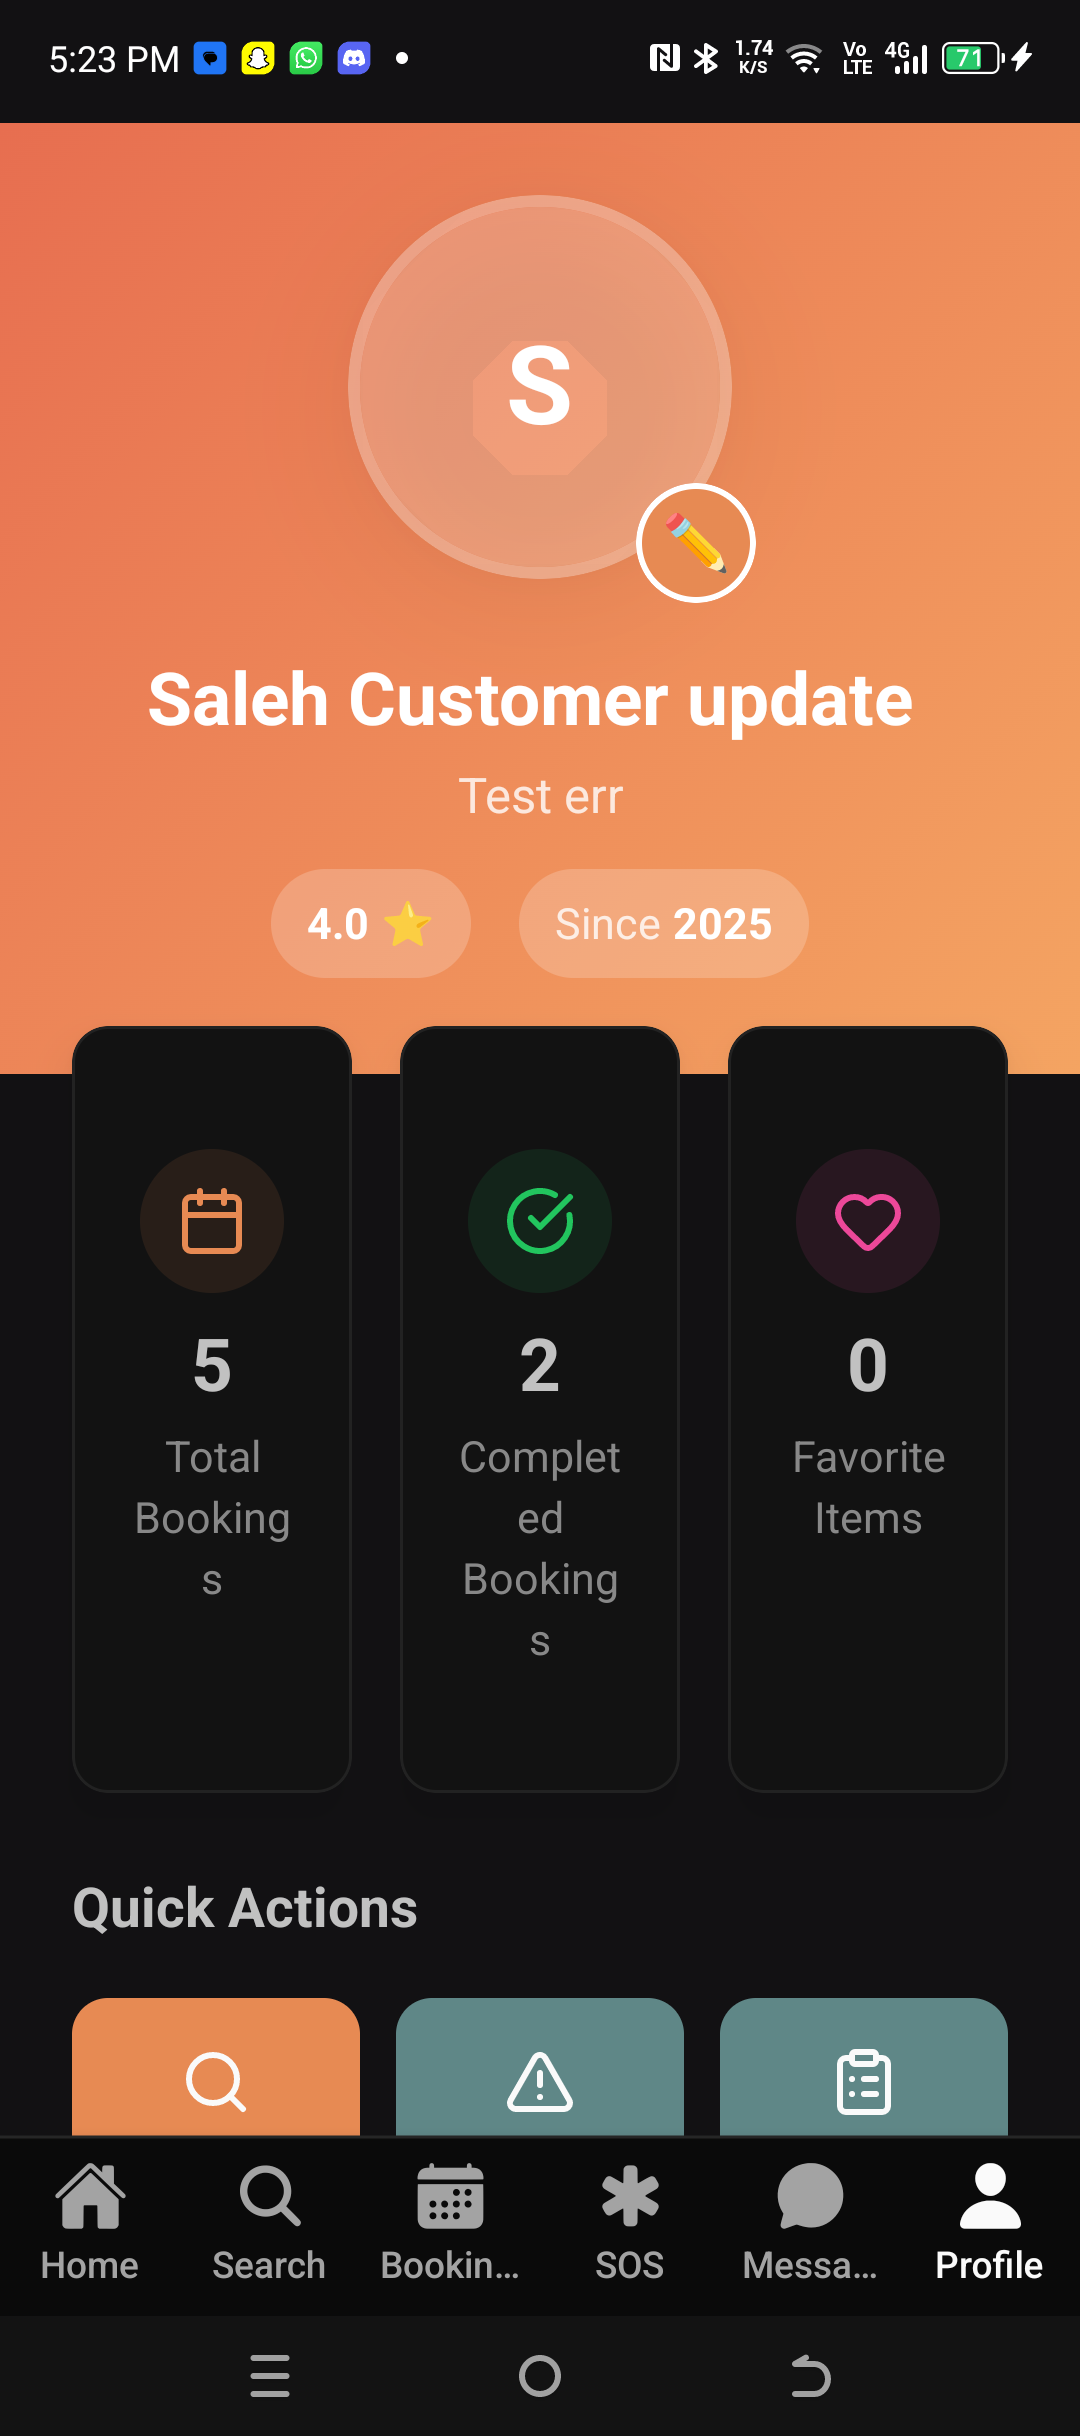 5:23 PM
1.74
K/S
Vo
LTE
4G
71
S
Saleh Customer update
Test err
4.0
Since 2025
5
Total
Booking
s
2
Complet
ed
Booking
s
0
Favorite
Items
Quick Actions
Home
Search
Bookin...
SOS
Messa...
Profile